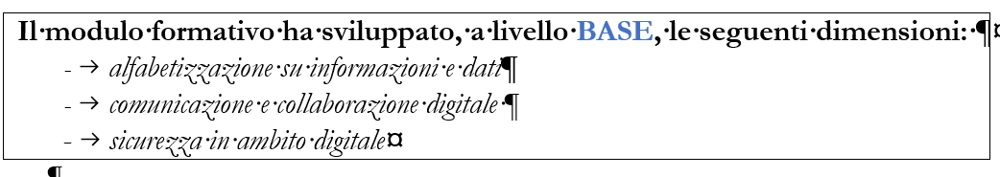 Il modulo formativo ha sviluppato, a livello BASE, le seguenti dimensioni: ¶¤
- → alfabetizzazione su informazioni e dati¶
- → comunicazione e collaborazione digitale ¶
- → sicurezza in ambito digitale¤
¶